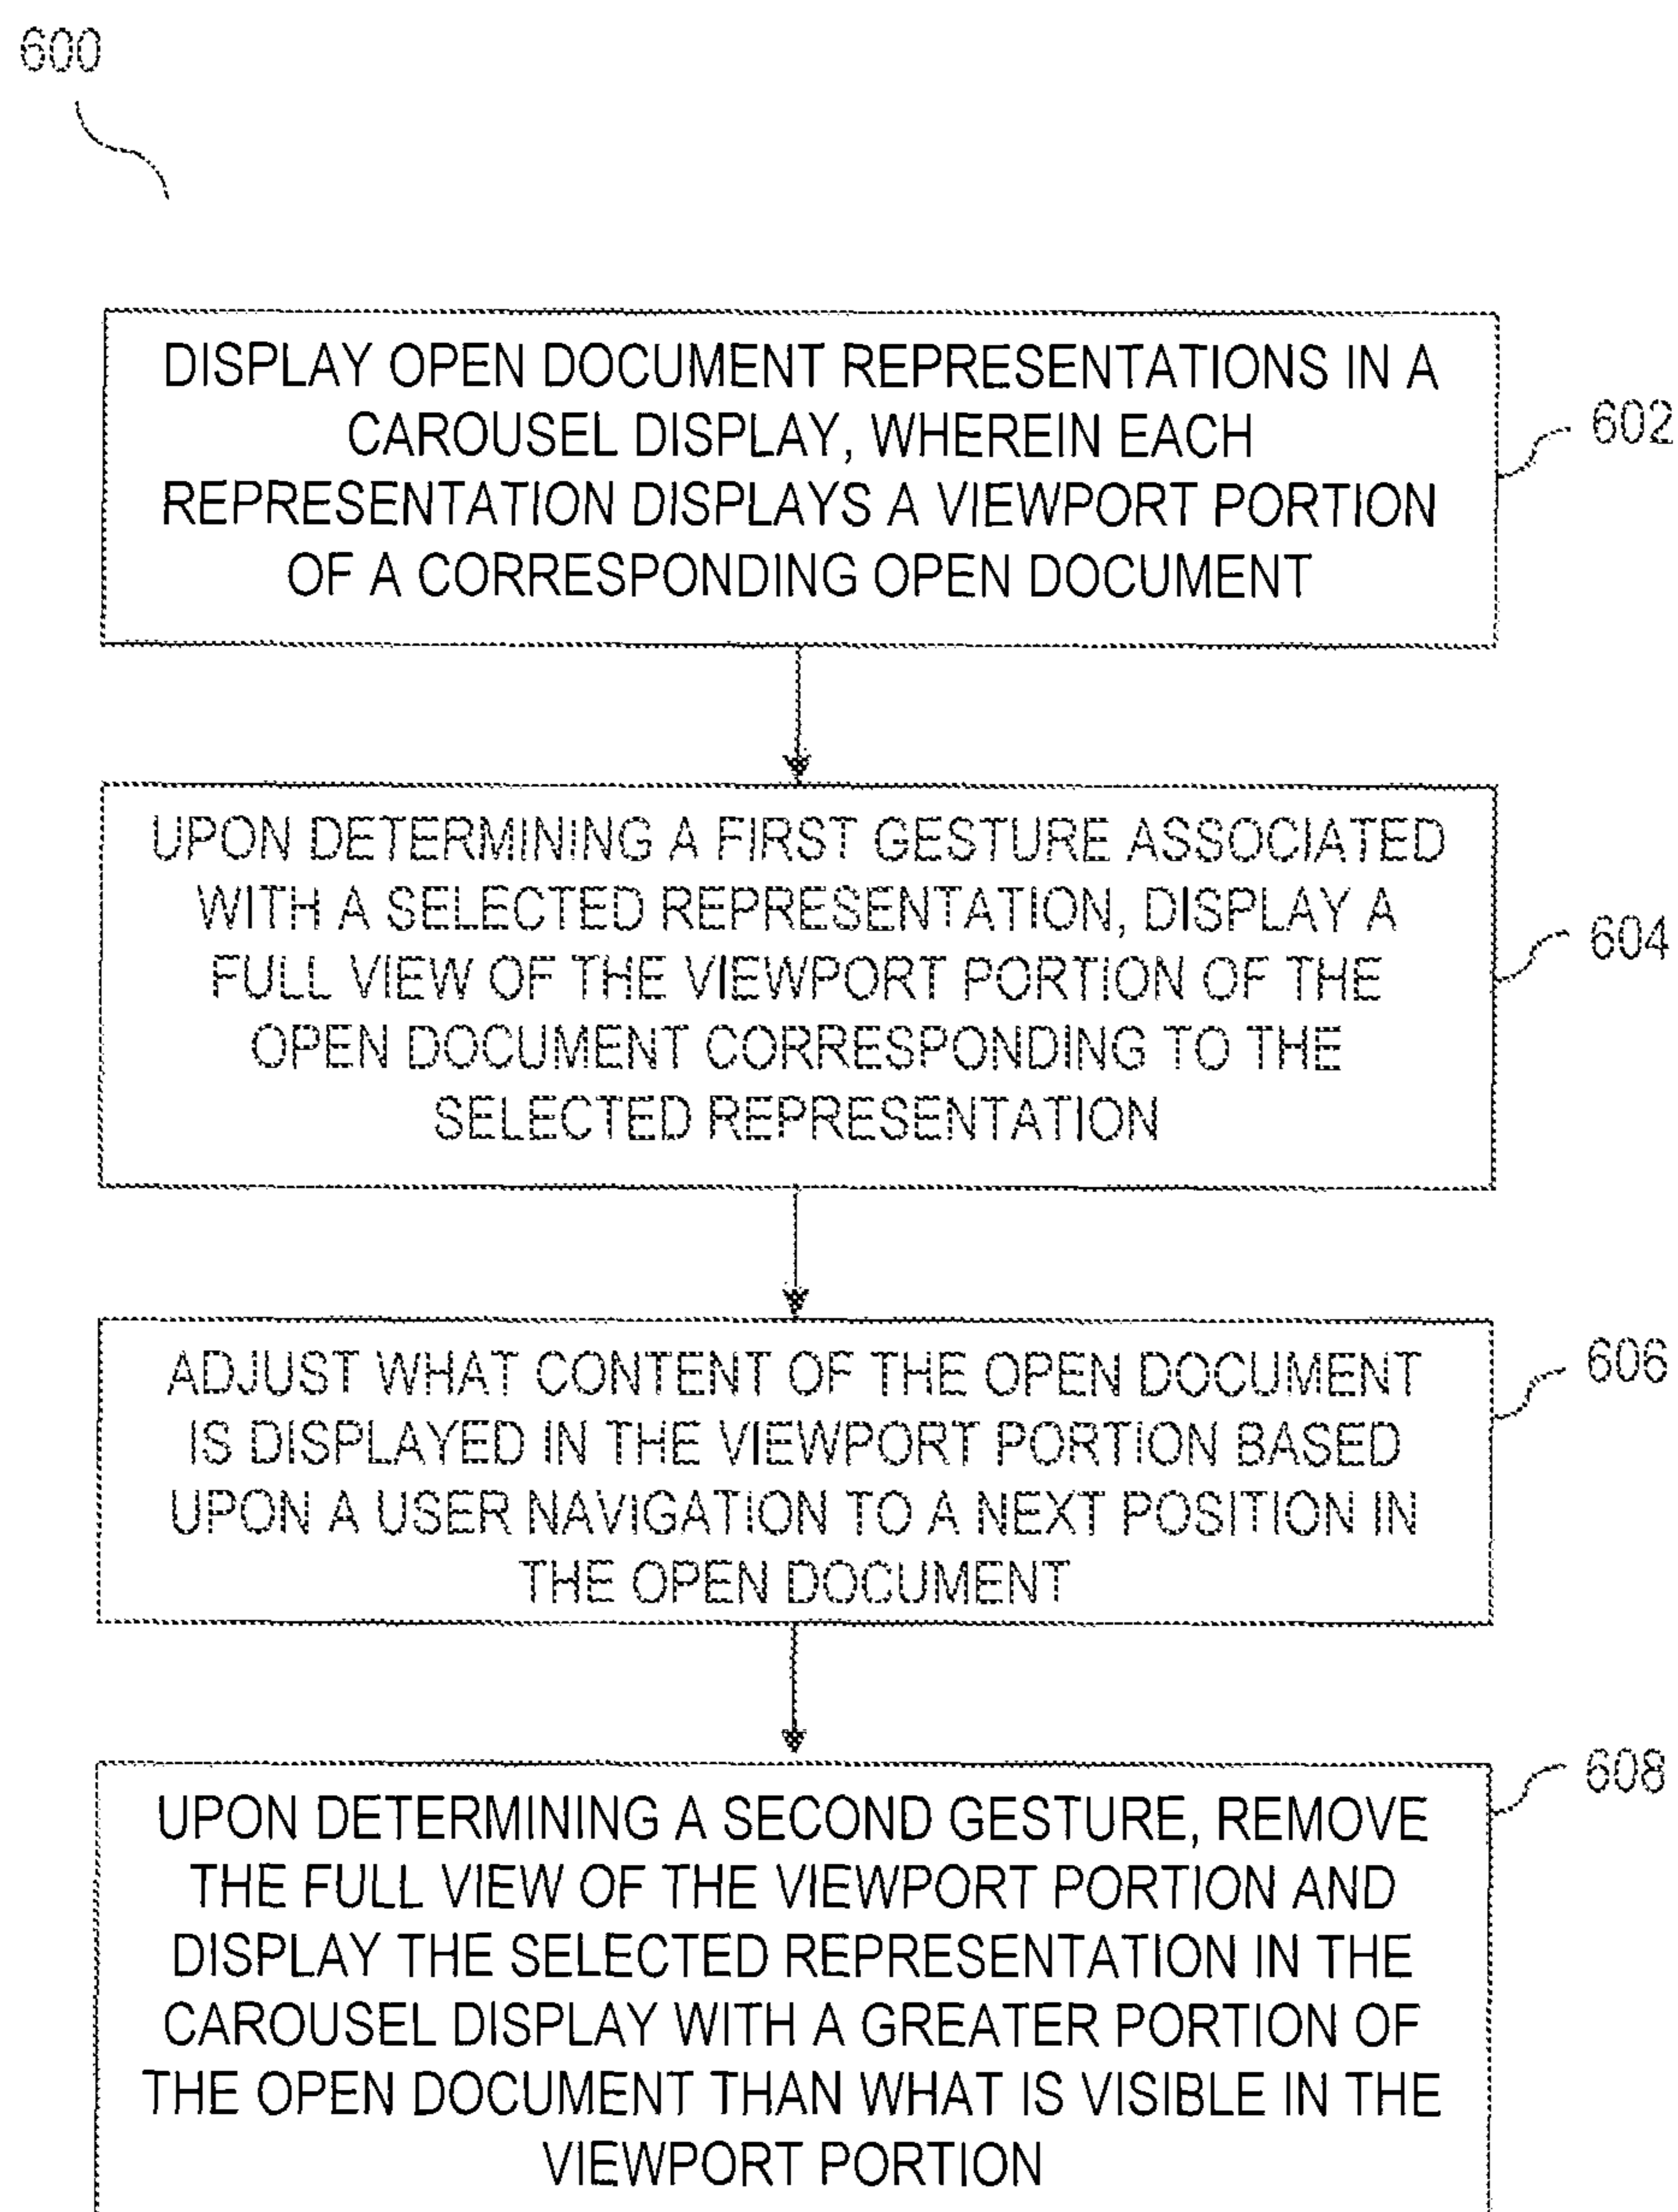 600
DISPLAY OPEN DOCUMENT REPRESENTATIONS IN A
CAROUSEL DISPLAY, WHEREIN EACH
REPRESENTATION DISPLAYS A VIEWPORT PORTION
OF A CORRESPONDING OPEN DOCUMENT
602
UPON DETERMINING A FIRST GESTURE ASSOCIATED
WITH A SELECTED REPRESENTATION, DISPLAY A
FULL VIEW OF THE VIEWPORT PORTION OF THE
OPEN DOCUMENT CORRESPONDING TO THE
SELECTED REPRESENTATION
604
ADJUST WHAT CONTENT OF THE OPEN DOCUMENT
IS DISPLAYED IN THE VIEWPORT PORTION BASED
UPON A USER NAVIGATION TO A NEXT POSITION IN
THE OPEN DOCUMENT
606
UPON DETERMINING A SECOND GESTURE, REMOVE
THE FULL VIEW OF THE VIEWPORT PORTION AND
DISPLAY THE SELECTED REPRESENTATION IN THE
CAROUSEL DISPLAY WITH A GREATER PORTION OF
THE OPEN DOCUMENT THAN WHAT IS VISIBLE IN THE
VIEWPORT PORTION
608